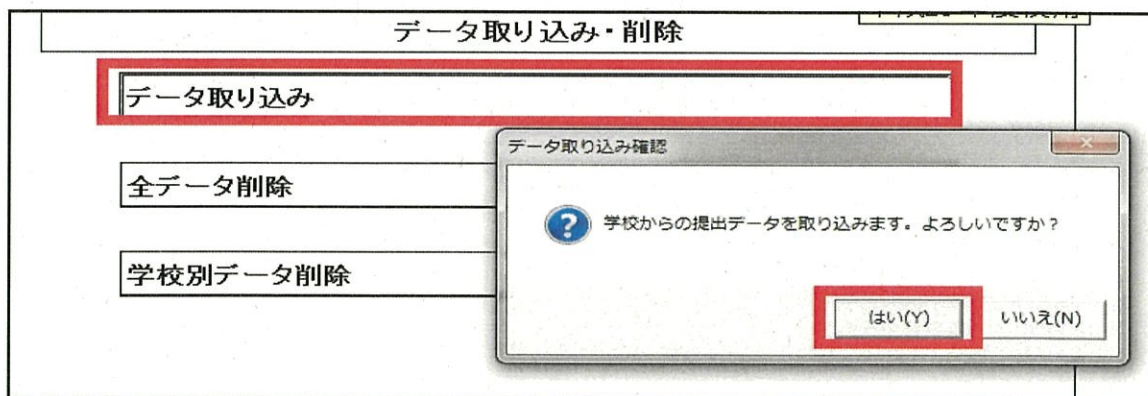 データ取り込み・削除
データ取り込み
データ取り込み確認
全データ削除
学校からの提出データを取り込みます。よろしいですか?
学校別データ削除
はい(Y)
いいえ(N)